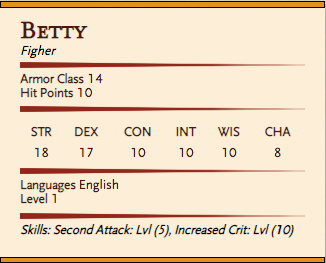 BETTY
Figher
Armor Class 14
Hit Points 10
STR DEX CON INT WIS CHA
18 17 10 10 10 8
Languages English
Level 1
Skills: Second Attack: Lvl (5), Increased Crit: Lvl (10)